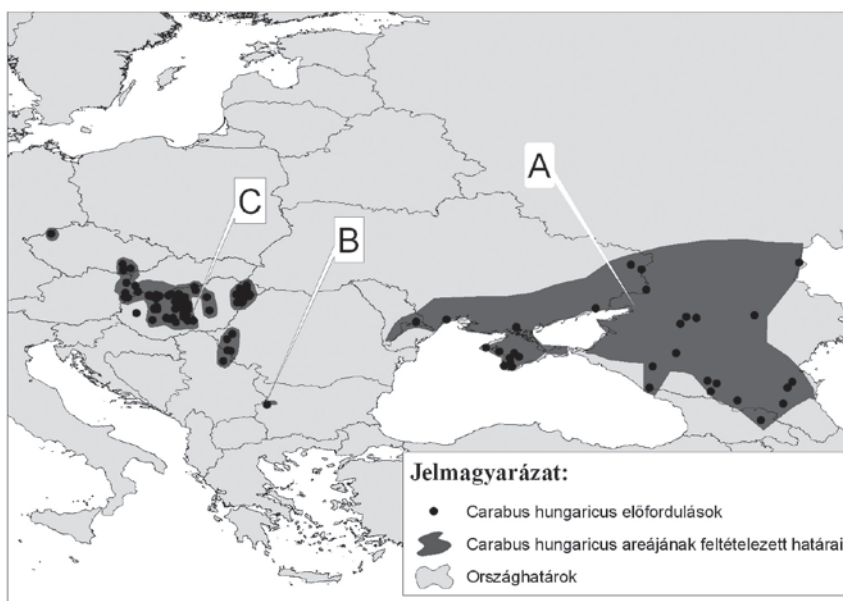 A
C
B
Jelmagyarázat:
Carabus hungaricus előfordulások
Carabus hungaricus areájának feltételezett határai
Országhatárok